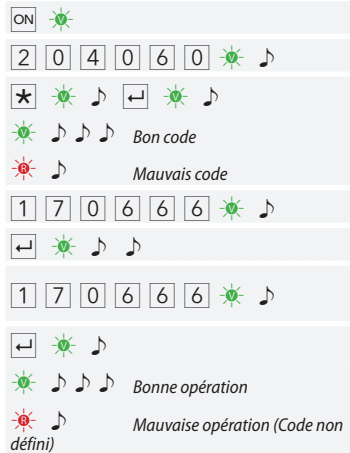 ON V
2 0 4 0 6 0 V ♪
* V ♪ ↵ V ♪
V ♪ ♪ ♪ Bon code
R ♪ Mauvais code
1 7 0 6 6 6 V ♪
↵ V ♪ ♪
1 7 0 6 6 6 V ♪
↵ V ♪
V ♪ ♪ ♪ Bonne opération
R ♪ Mauvaise opération (Code non
défini)